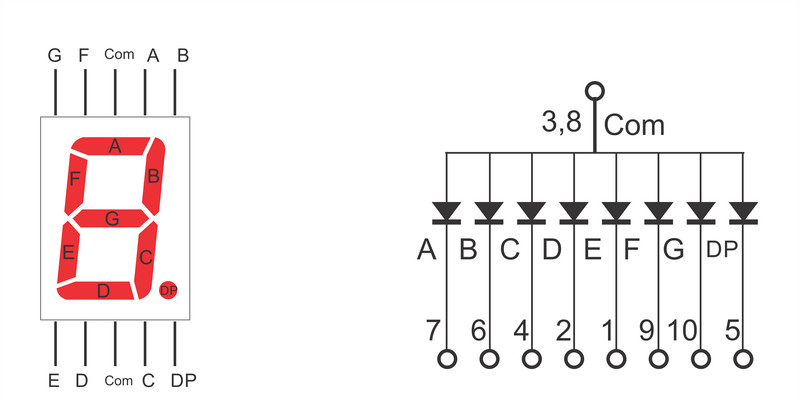 G F Com A B
A
F B
G
E C
D DP
E D Com C DP
3,8 Com
A B C D E F G DP
7 6 4 2 1 9 10 5